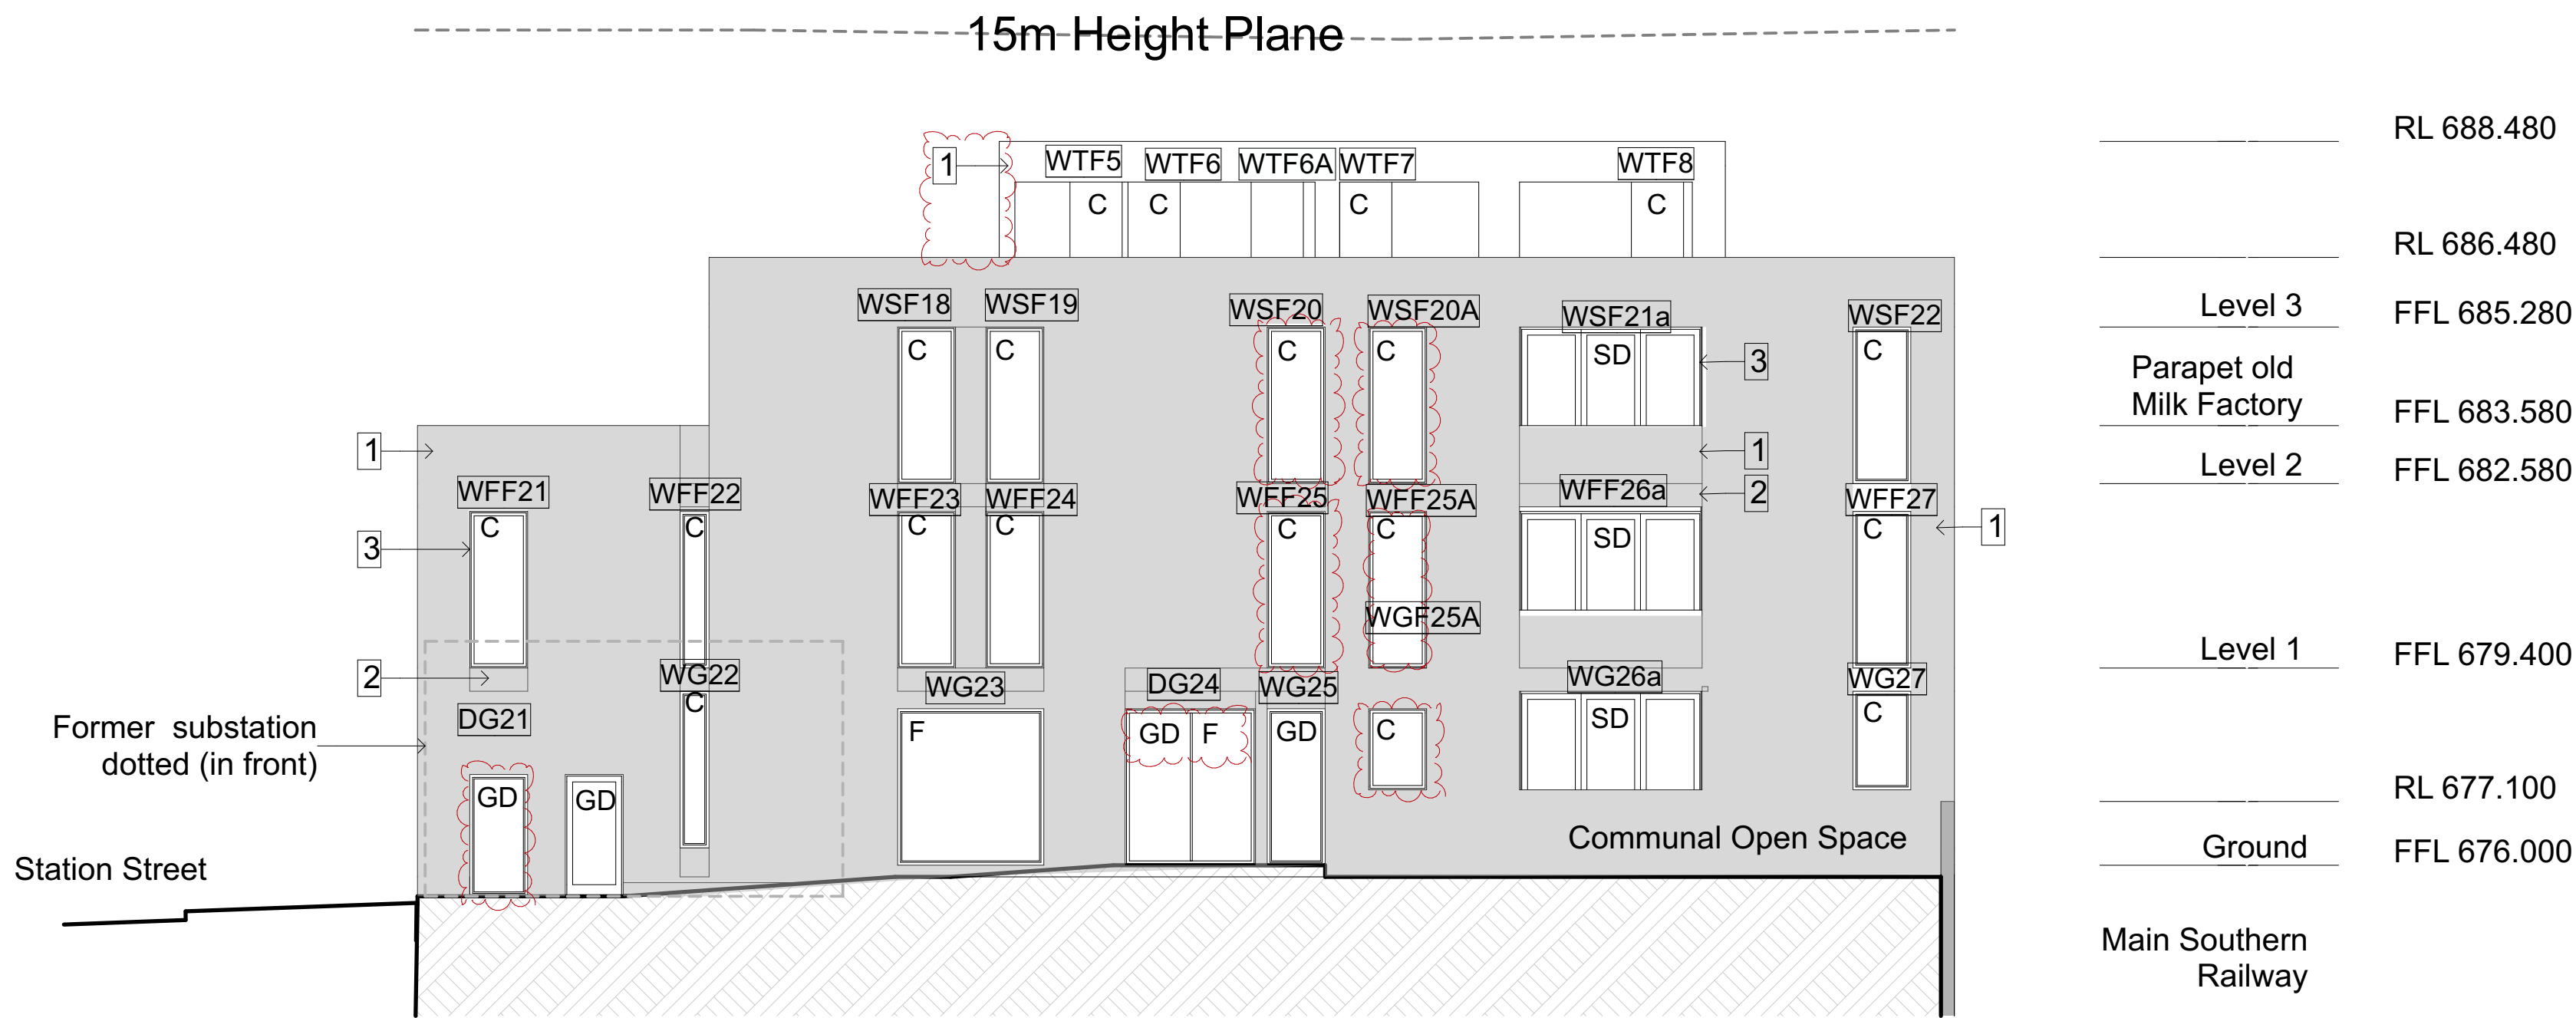 15m Height Plane
RL 688.480
1
WTF5
WTF6
WTF6A
WTF7
WTF8
C
C
C
C
RL 686.480
WSF18
WSF19
WSF20
WSF20A
WSF21a
WSF22
Level 3
FFL 685.280
C
C
C
C
SD
C
3
Parapet old
Milk Factory
FFL 683.580
1
1
Level 2
FFL 682.580
WFF21
WFF22
WFF23
WFF24
WFF25
WFF25A
WFF26a
2
WFF27
C
C
C
C
C
C
SD
C
1
3
WGF25A
Level 1
FFL 679.400
2
WG22
WG23
DG24
WG25
WG26a
WG27
C
DG21
Former substation
dotted (in front)
F
GD
F
GD
C
SD
C
GD
GD
RL 677.100
Communal Open Space
Ground
FFL 676.000
Station Street
Main Southern
Railway